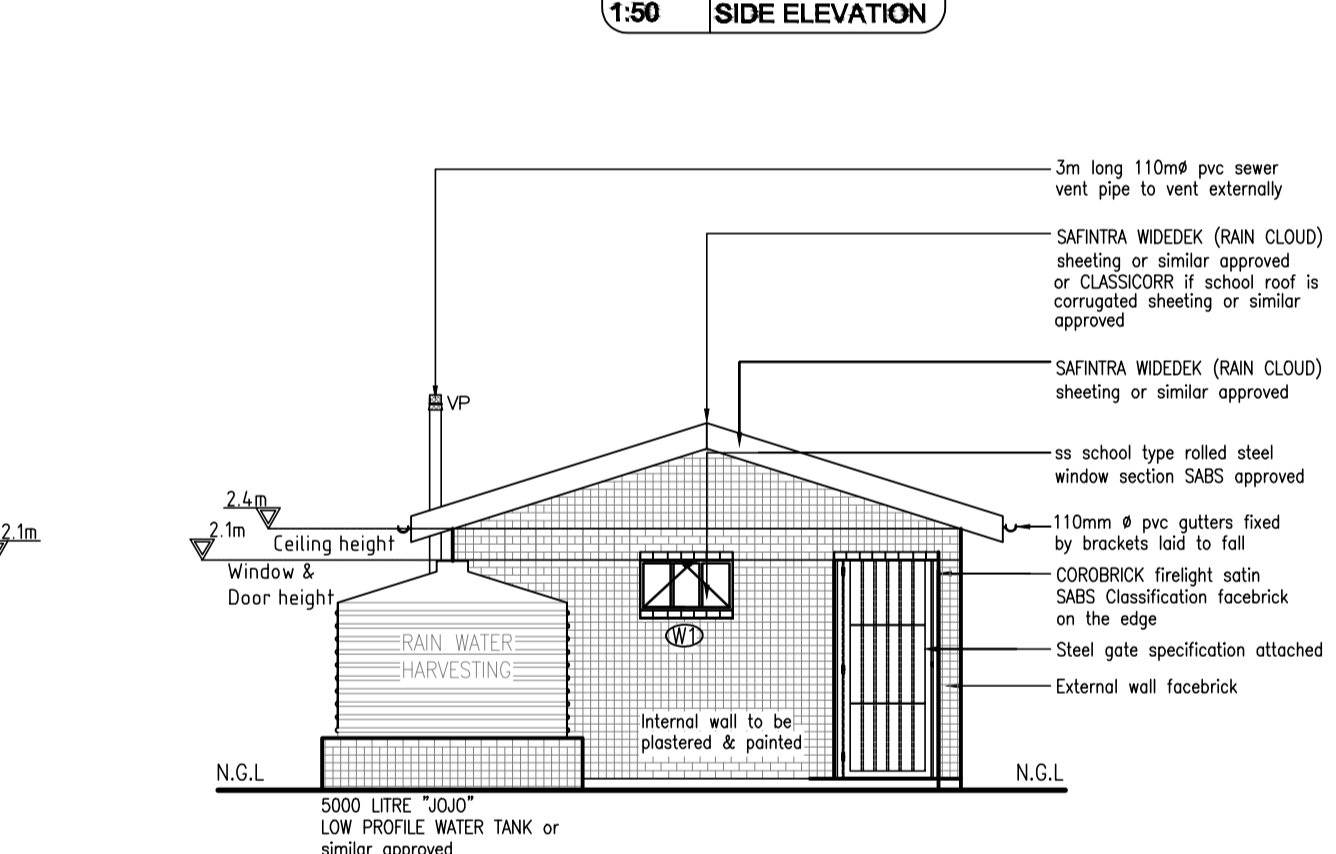 1:50 SIDE ELEVATION
3m long 110mø pvc sewer
vent pipe to vent externally
SAFINTRA WIDEDEK (RAIN CLOUD)
sheeting or similar approved
or CLASSICORR if school roof is
corrugated sheeting or similar
approved
SAFINTRA WIDEDEK (RAIN CLOUD)
sheeting or similar approved
VP
ss school type rolled steel
window section SABS approved
2.4m
2.1m
2.1m
Ceiling height
110mm ø pvc gutters fixed
by brackets laid to fall
Window &
Door height
COROBRICK firelight satin
SABS Classification facebrick
on the edge
RAIN WATER
HARVESTING
W1
Steel gate specification attached
External wall facebrick
Internal wall to be
plastered & painted
N.G.L
N.G.L
5000 LITRE "JOJO"
LOW PROFILE WATER TANK or
similar approved